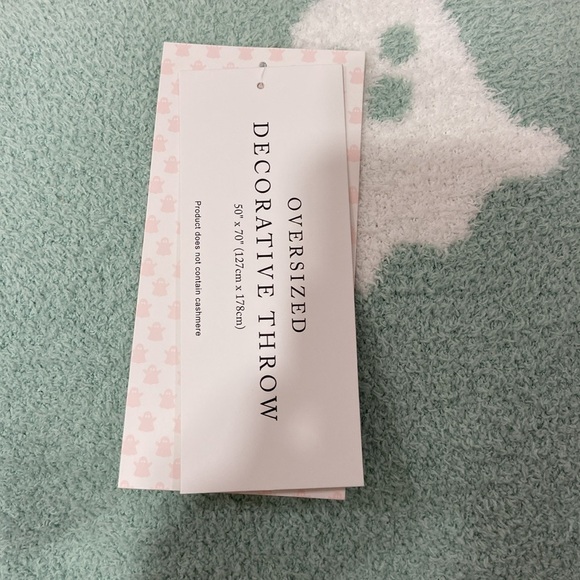 OVERSIZED
DECORATIVE THROW
50" x 70" (127cm x 178cm)
Product does not contain cashmere